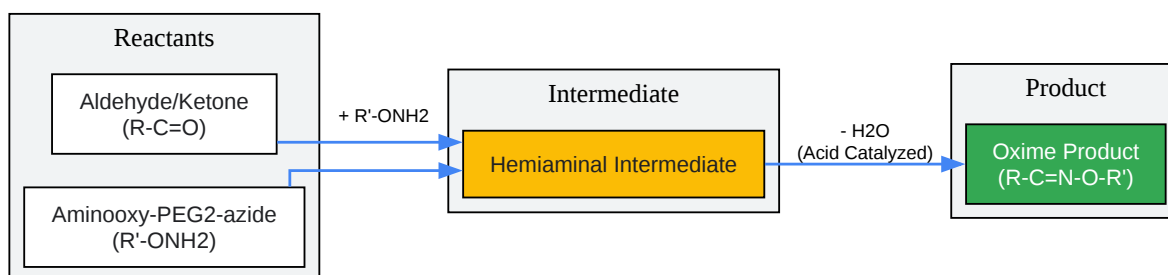 Reactants
Aldehyde/Ketone
(R-C=O)
Aminooxy-PEG2-azide
(R'-ONH2)
+ R'-ONH2
Intermediate
Hemiaminal Intermediate
- H2O
(Acid Catalyzed)
Product
Oxime Product
(R-C=N-O-R')